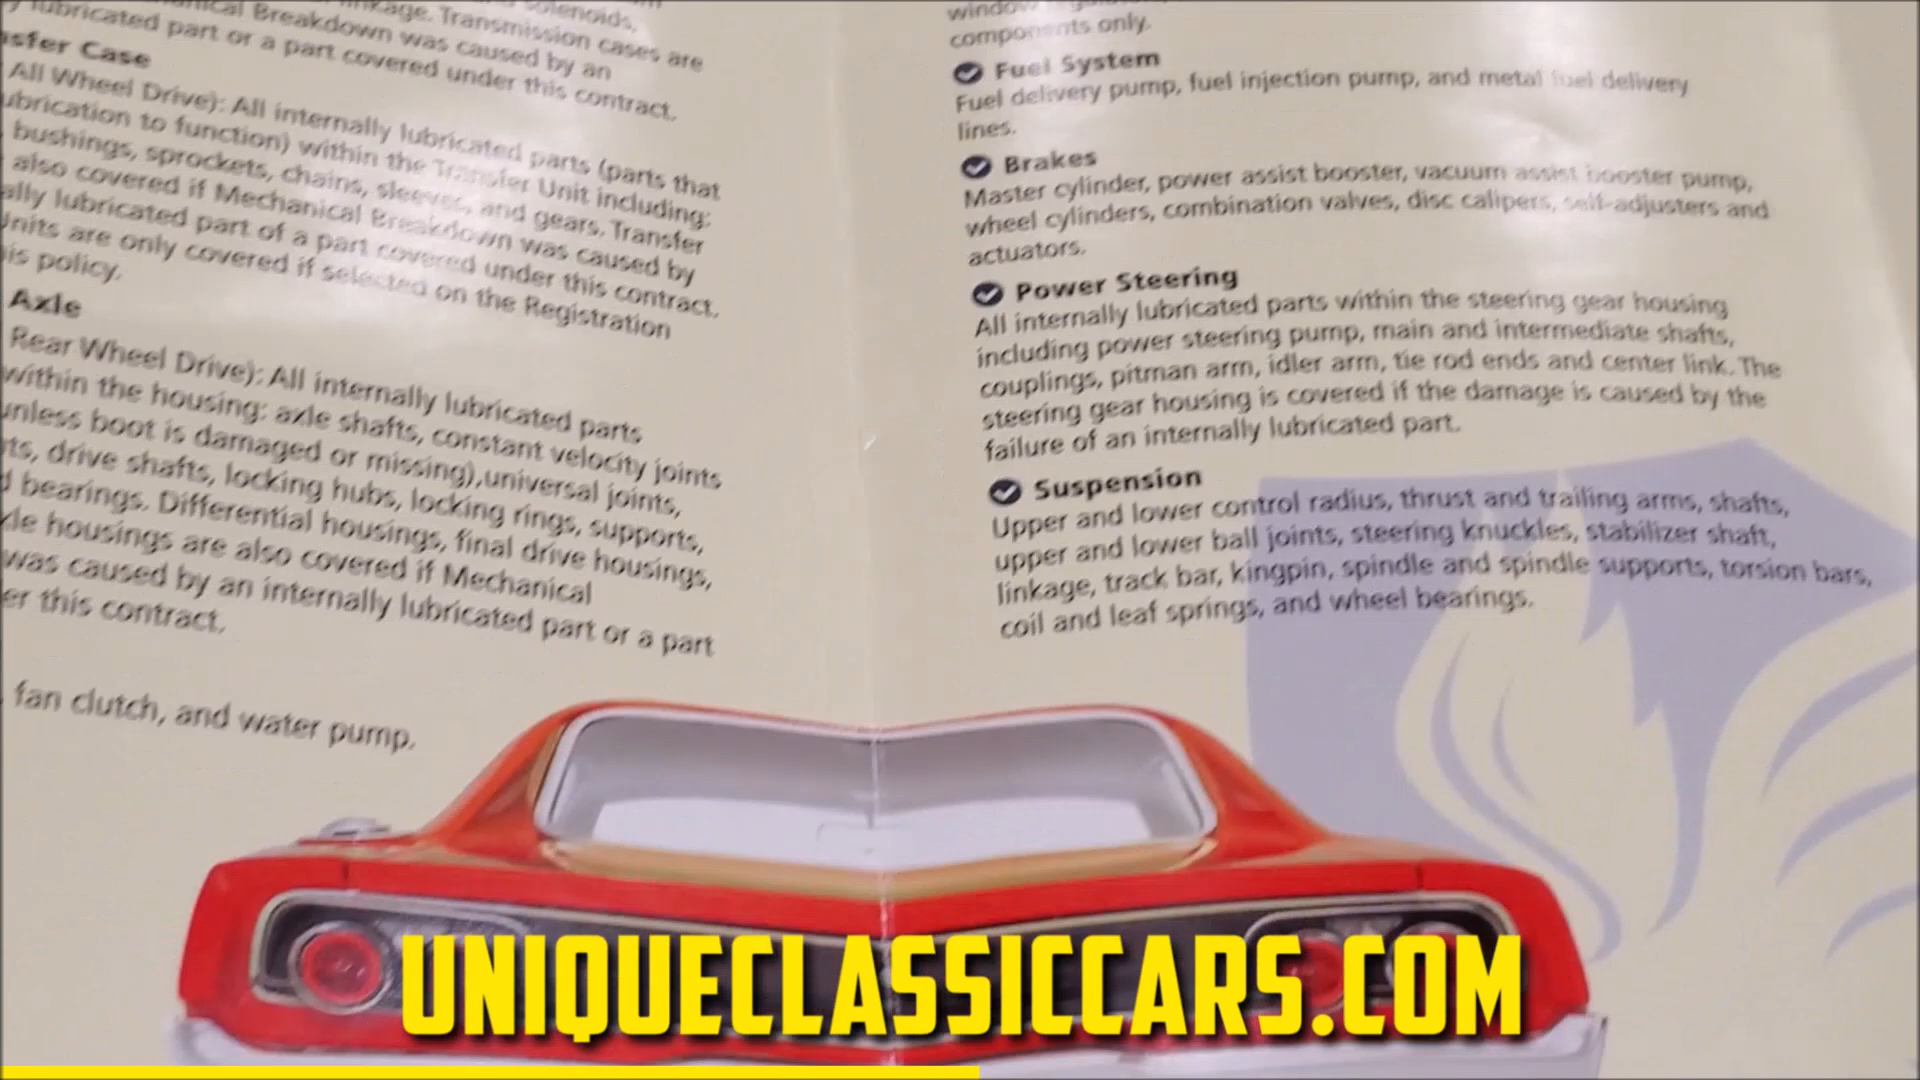 solenoids,
linkage. Transmission cases are
Breakdown was caused by an
lubricated part or a part covered under this contract.
Case
All Wheel Drive): All internally lubricated parts (parts that
to function) within the Transfer Unit including:
bushings, sprockets, chains, sleeves, and gears. Transfer
also covered if Mechanical Breakdown was caused by
lubricated part of a part covered under this contract.
are only covered if selected on the Registration
policy.
Axle
Rear Wheel Drive): All internally lubricated parts
within the housing: axle shafts, constant velocity joints
unless boot is damaged or missing),universal joints,
drive shafts, locking hubs, locking rings, supports,
bearings. Differential housings, final drive housings,
housings are also covered if Mechanical
was caused by an internally lubricated part or a part
this contract.
fan clutch, and water pump.
window
components only.
Fuel System
Fuel delivery pump, fuel injection pump, and metal fuel delivery
lines.
Brakes
Master cylinder, power assist booster, vacuum assist booster pump,
wheel cylinders, combination valves, disc calipers, self-adjusters and
actuators.
Power Steering
All internally lubricated parts within the steering gear housing
including power steering pump, main and intermediate shafts,
couplings, pitman arm, idler arm, tie rod ends and center link. The
steering gear housing is covered if the damage is caused by the
failure of an internally lubricated part.
Suspension
Upper and lower control radius, thrust and trailing arms, shafts,
upper and lower ball joints, steering knuckles, stabilizer shaft,
linkage, track bar, kingpin, spindle and spindle supports, torsion bars,
coil and leaf springs, and wheel bearings.
UNIQUECLASSICCARS.COM